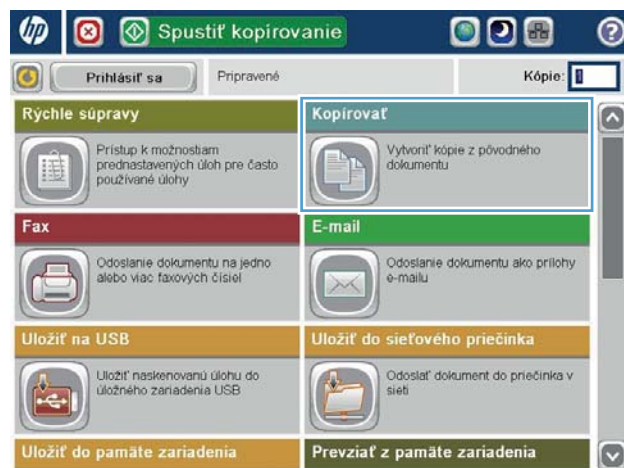 hp
Spustiť kopírovanie
?
Prihlásiť sa
Pripravené
Kópie: 1
Rýchle súpravy
Prístup k možnostiam
prednastavených úloh pre často
používané úlohy
Kopírovať
Vytvoriť kópie z pôvodného
dokumentu
Fax
Odoslanie dokumentu na jedno
alebo viac faxových čísiel
E-mail
Odoslanie dokumentu ako prílohy
e-mailu
Uložiť na USB
Uložiť naskenovanú úlohu do
úložného zariadenia USB
Uložiť do sieťového priečinka
Odoslať dokument do priečinka v
sieti
Uložiť do pamäte zariadenia
Prevziať z pamäte zariadenia